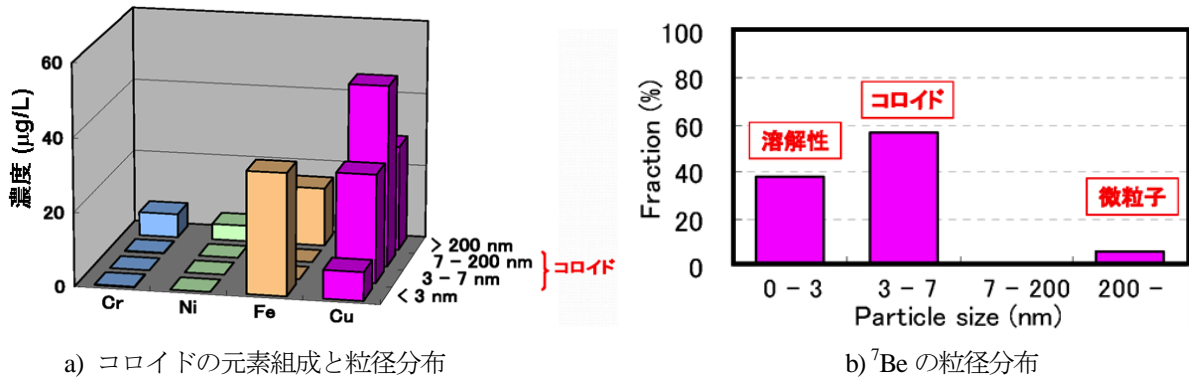 60
40
20
0
濃度 (μg/L)
Cr
Ni
Fe
Cu
> 200 nm
7 – 200 nm
3 – 7 nm
< 3 nm
コロイド
a) コロイドの元素組成と粒径分布
100
80
60
40
20
0
Fraction (%)
溶解性
コロイド
微粒子
0 – 3
3 – 7
7 - 200
200 -
Particle size (nm)
b) ⁷Be の粒径分布